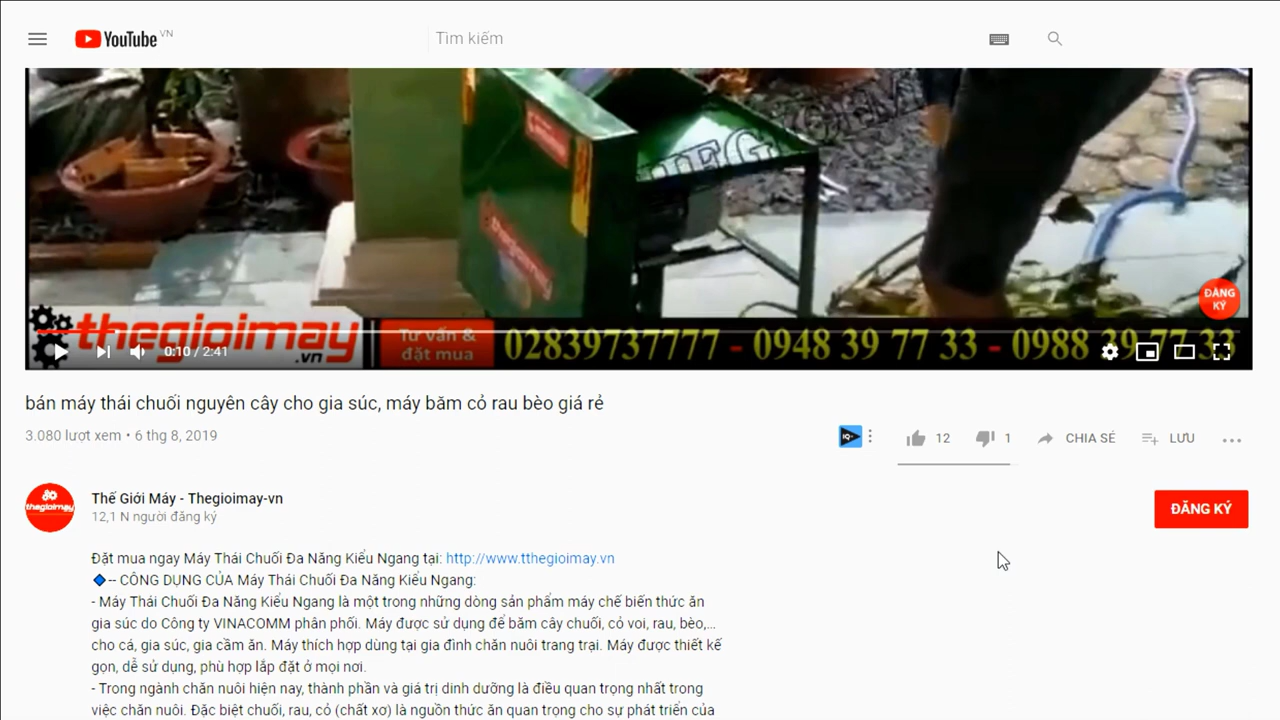 YouTube VN
Tìm kiếm
ĐĂNG
KÝ
thegioimay
.vn
Tư vấn &
đặt mua
02839737777 - 0948 39 77 33 - 0988 39 77 33
0:10 / 2:41
bán máy thái chuối nguyên cây cho gia súc, máy băm cỏ rau bèo giá rẻ
3.080 lượt xem • 6 thg 8, 2019
IQ
12
1
CHIA SẺ
LƯU
thegioimay
Thế Giới Máy - Thegioimay-vn
12,1 N người đăng ký
ĐĂNG KÝ
Đặt mua ngay Máy Thái Chuối Đa Năng Kiểu Ngang tại: http://www.tthegioimay.vn
-- CÔNG DỤNG CỦA Máy Thái Chuối Đa Năng Kiểu Ngang:
- Máy Thái Chuối Đa Năng Kiểu Ngang là một trong những dòng sản phẩm máy chế biến thức ăn
gia súc do Công ty VINACOMM phân phối. Máy được sử dụng để băm cây chuối, cỏ voi, rau, bèo,...
cho cá, gia súc, gia cầm ăn. Máy thích hợp dùng tại gia đình chăn nuôi trang trại. Máy được thiết kế
gọn, dễ sử dụng, phù hợp lắp đặt ở mọi nơi.
- Trong ngành chăn nuôi hiện nay, thành phần và giá trị dinh dưỡng là điều quan trọng nhất trong
việc chăn nuôi. Đặc biệt chuối, rau, cỏ (chất xơ) là nguồn thức ăn quan trọng cho sự phát triển của